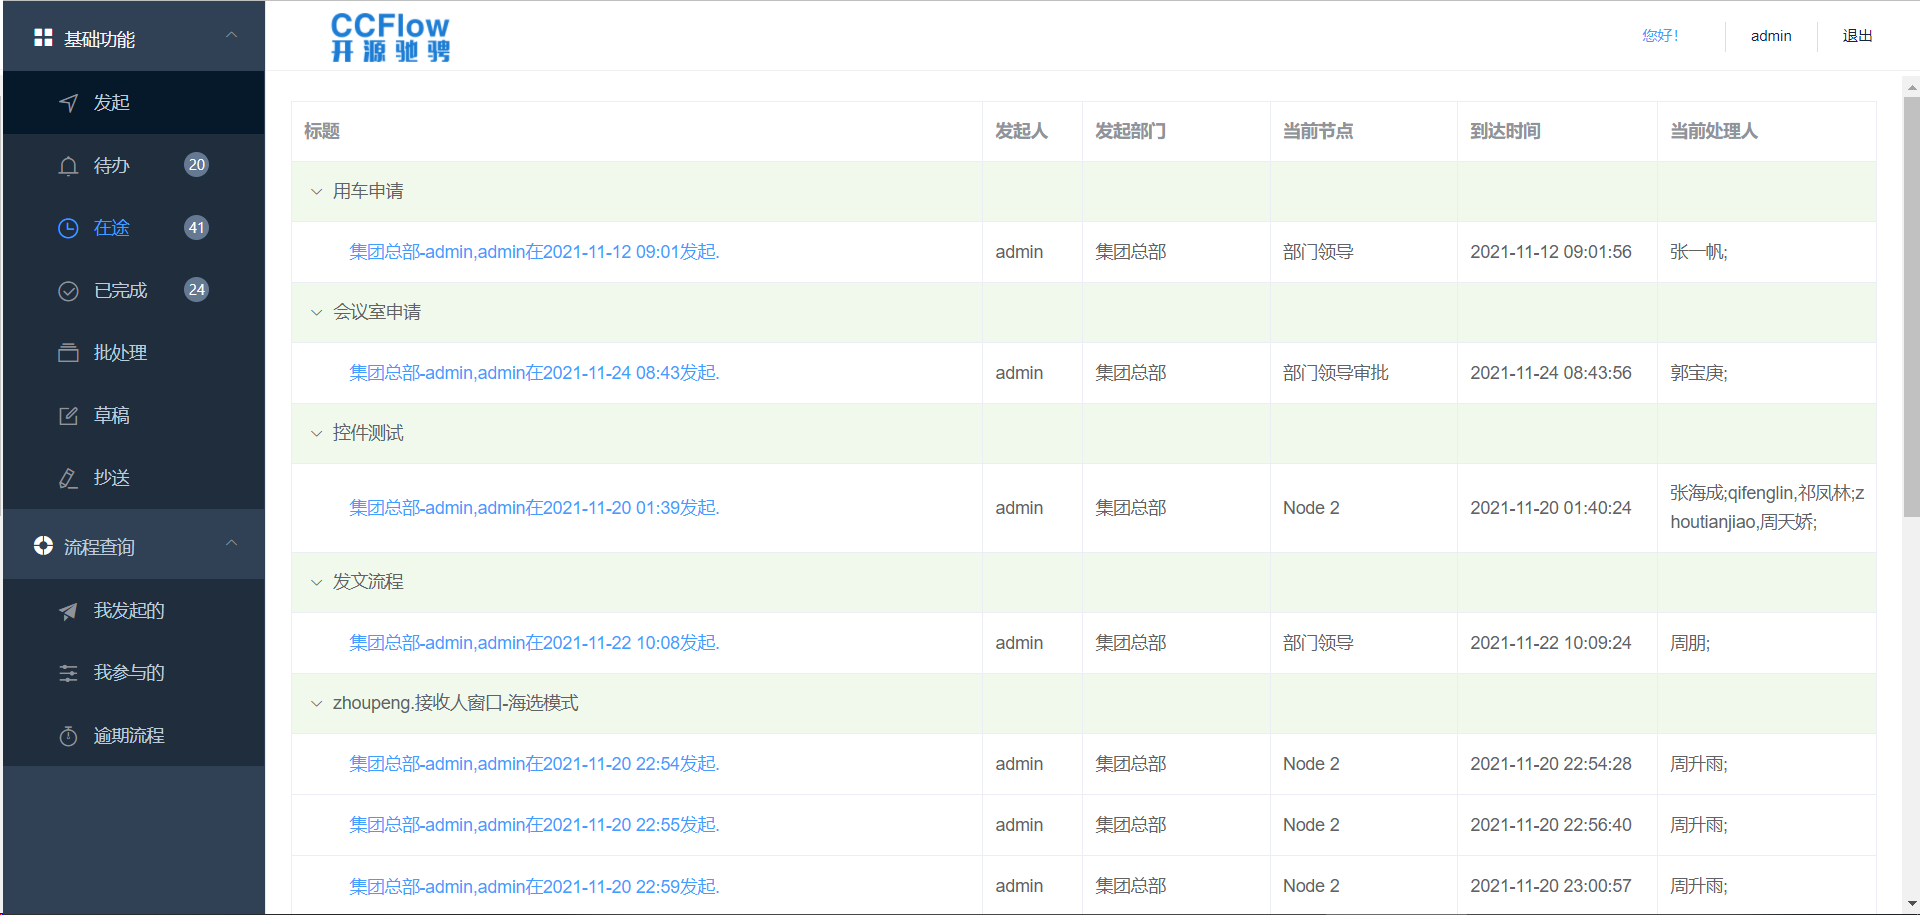 基础功能
发起
待办 20
在途 41
已完成 24
批处理
草稿
抄送
流程查询
我发起的
我参与的
逾期流程
CCFlow
开源驰骋
您好! admin 退出
标题 发起人 发起部门 当前节点 到达时间 当前处理人
用车申请
集团总部-admin,admin在2021-11-12 09:01发起. admin 集团总部 部门领导 2021-11-12 09:01:56 张一帆;
会议室申请
集团总部-admin,admin在2021-11-24 08:43发起. admin 集团总部 部门领导审批 2021-11-24 08:43:56 郭宝庚;
控件测试
集团总部-admin,admin在2021-11-20 01:39发起. admin 集团总部 Node 2 2021-11-20 01:40:24 张海成;qifenglin,祁凤林;z
houtianjiao,周天娇;
发文流程
集团总部-admin,admin在2021-11-22 10:08发起. admin 集团总部 部门领导 2021-11-22 10:09:24 周朋;
zhoupeng.接收人窗口-海选模式
集团总部-admin,admin在2021-11-20 22:54发起. admin 集团总部 Node 2 2021-11-20 22:54:28 周升雨;
集团总部-admin,admin在2021-11-20 22:55发起. admin 集团总部 Node 2 2021-11-20 22:56:40 周升雨;
集团总部-admin,admin在2021-11-20 22:59发起. admin 集团总部 Node 2 2021-11-20 23:00:57 周升雨;